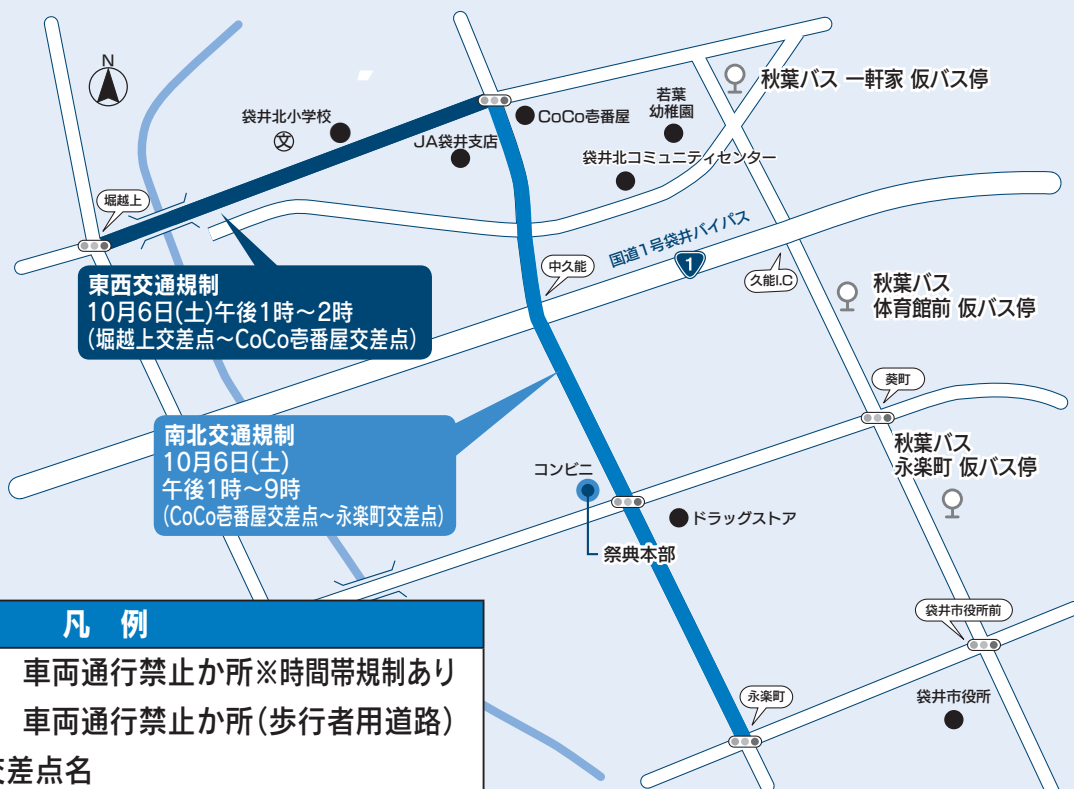 N
秋葉バス 一軒家 仮バス停
若葉
幼稚園
CoCo壱番屋
袋井北小学校
文
JA袋井支店
袋井北コミュニティセンター
堀越上
国道1号袋井バイパス
1
中久能
久能I.C
東西交通規制
10月6日(土)午後1時～2時
(堀越上交差点～CoCo壱番屋交差点)
秋葉バス
体育館前 仮バス停
葵町
南北交通規制
10月6日(土)
午後1時～9時
(CoCo壱番屋交差点～永楽町交差点)
秋葉バス
永楽町 仮バス停
コンビニ
ドラッグストア
祭典本部
凡 例
車両通行禁止か所※時間帯規制あり
車両通行禁止か所(歩行者用道路)
交差点名
袋井市役所前
永楽町
袋井市役所